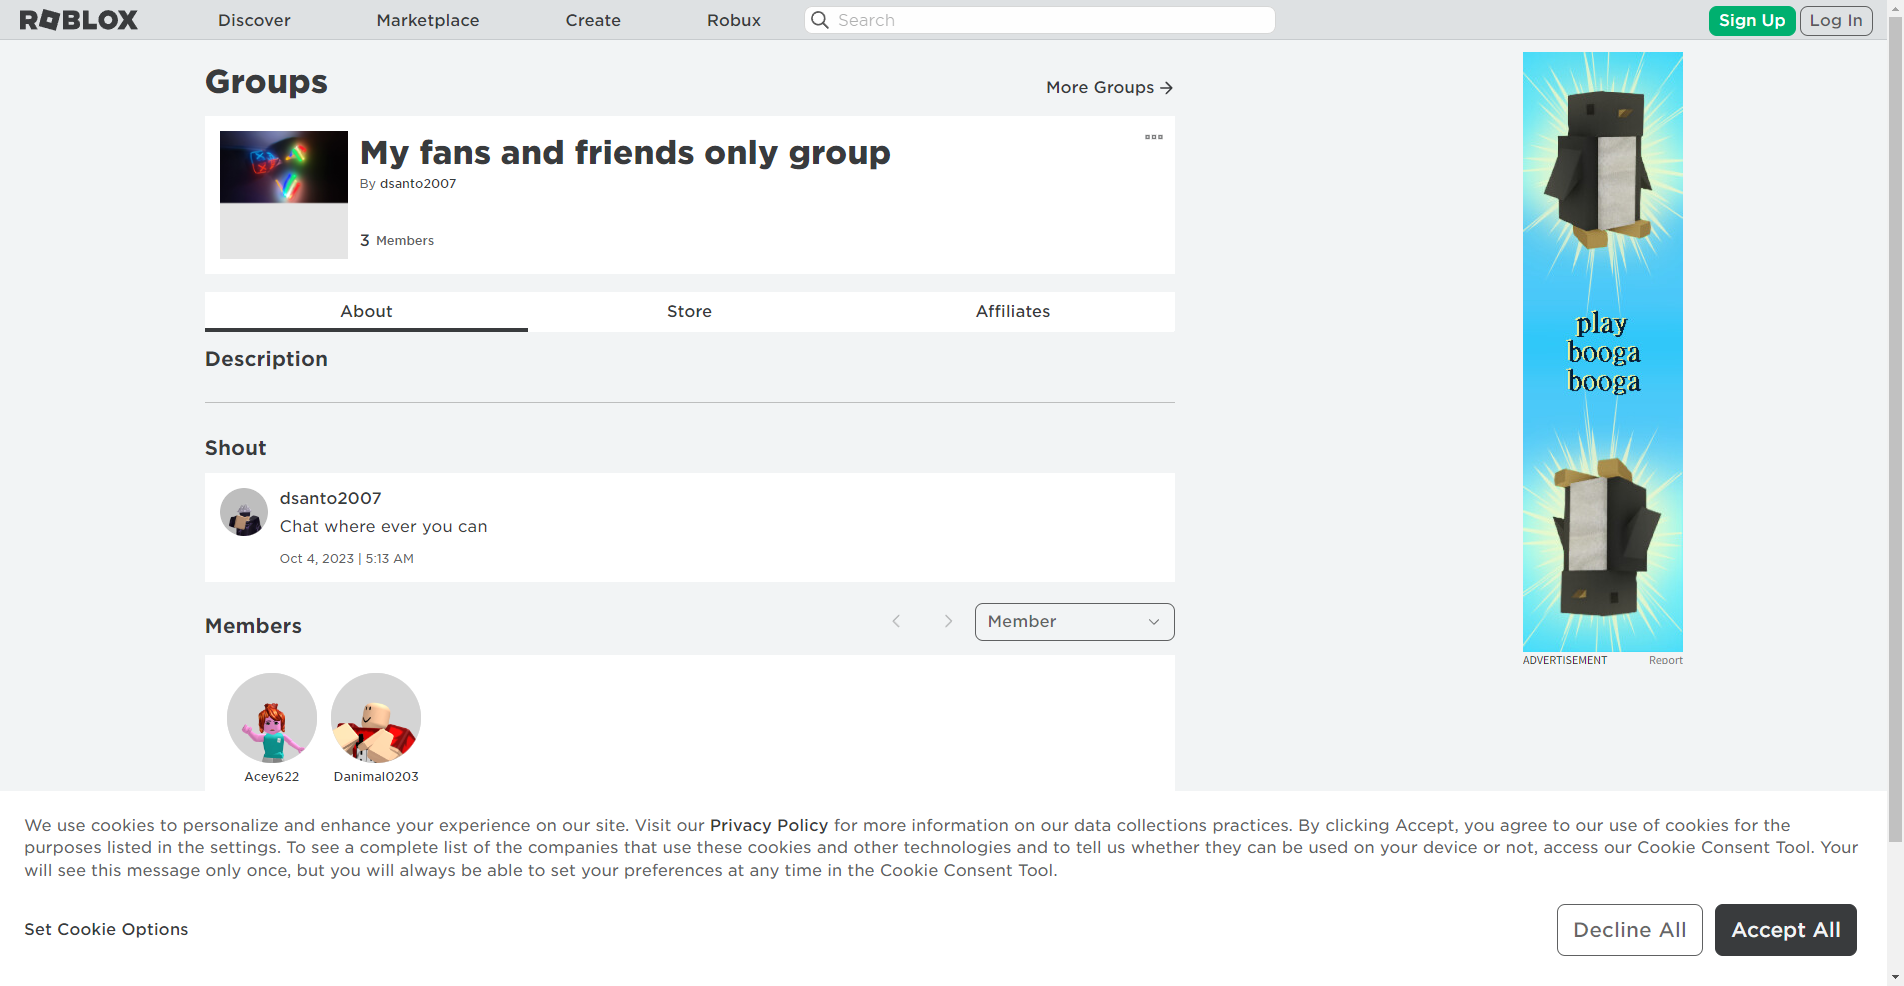 ROBLOX
Discover
Marketplace
Create
Robux
Search
Sign Up
Log In
Groups
More Groups
My fans and friends only group
By dsanto2007
3 Members
About
Store
Affiliates
Description
Shout
dsanto2007
Chat where ever you can
Oct 4, 2023 | 5:13 AM
Members
Member
Acey622
Danimal0203
play
booga
booga
ADVERTISEMENT
Report
We use cookies to personalize and enhance your experience on our site. Visit our Privacy Policy for more information on our data collections practices. By clicking Accept, you agree to our use of cookies for the
purposes listed in the settings. To see a complete list of the companies that use these cookies and other technologies and to tell us whether they can be used on your device or not, access our Cookie Consent Tool. Your
will see this message only once, but you will always be able to set your preferences at any time in the Cookie Consent Tool.
Set Cookie Options
Decline All
Accept All